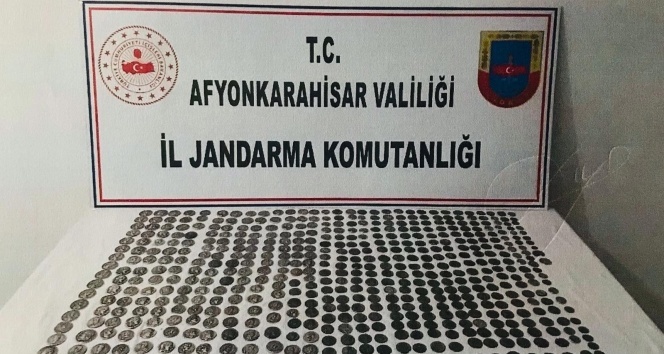 T.C.
AFYONKARAHİSAR VALİLİĞİ
İL JANDARMA KOMUTANLIĞI